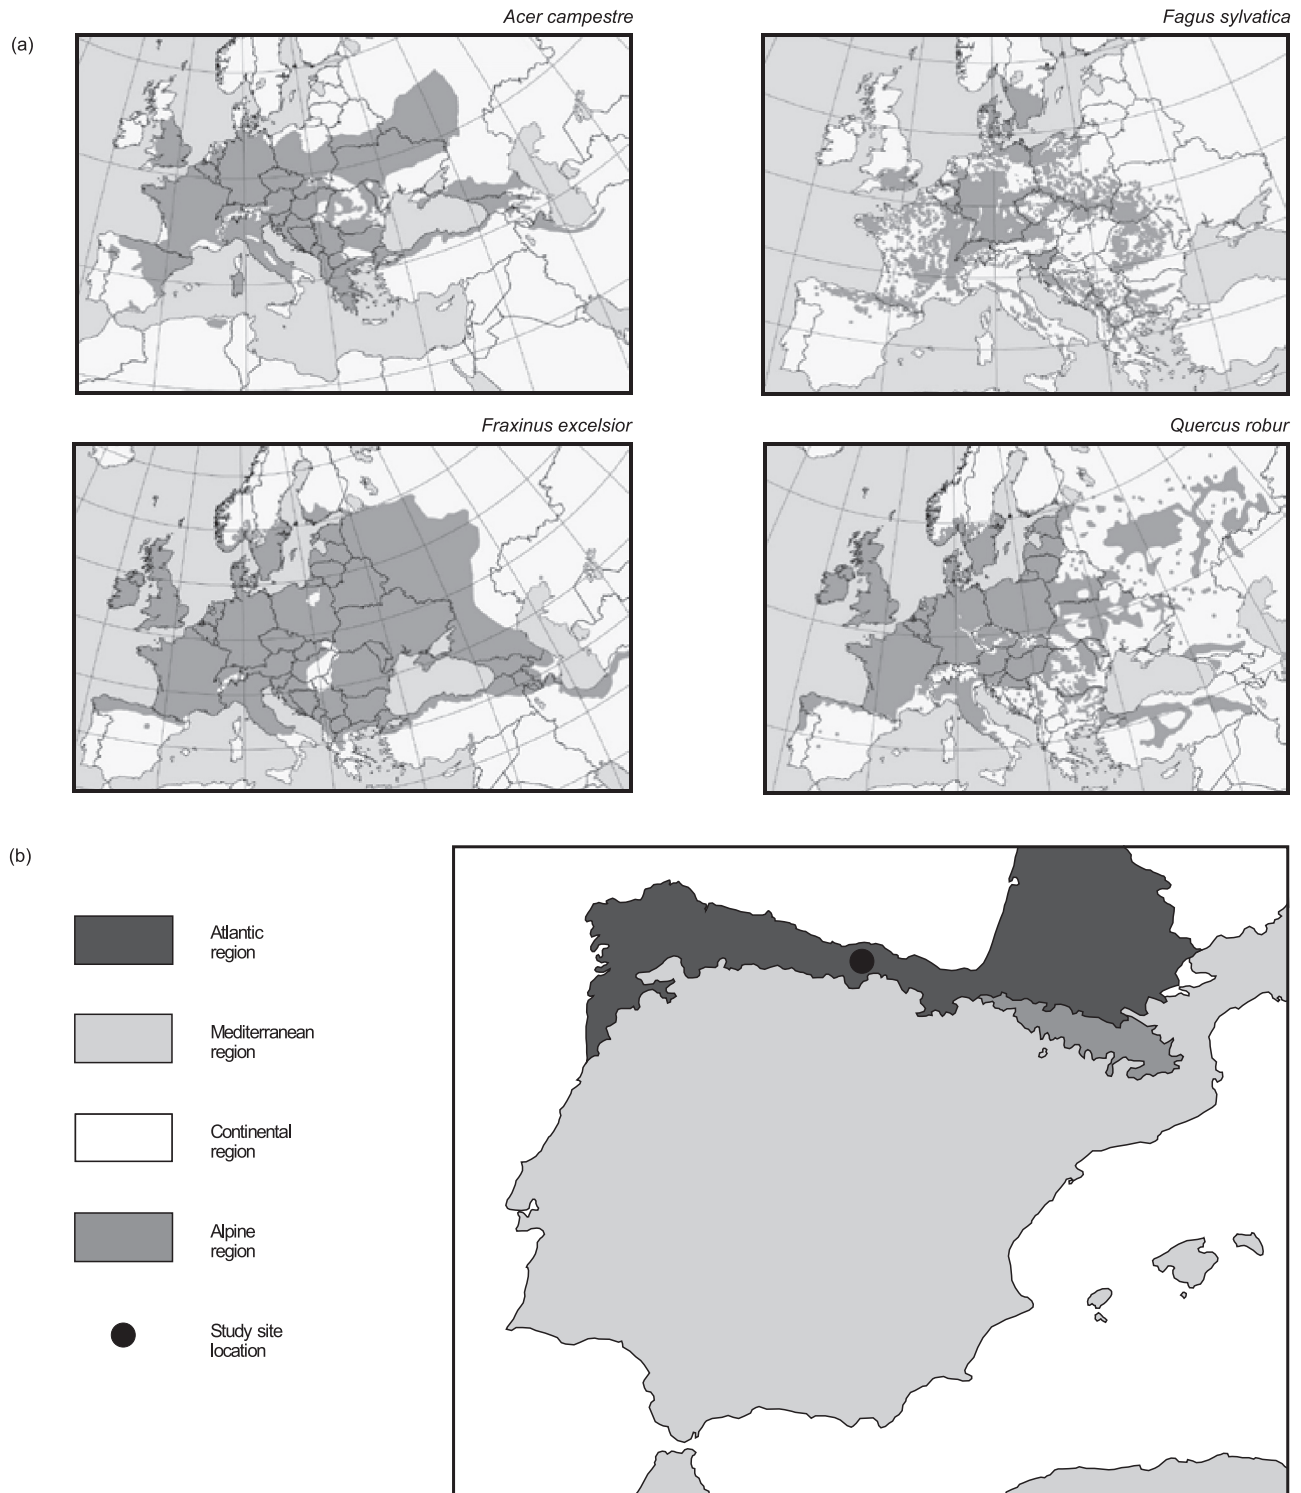 Acer campestre
Fagus sylvatica
(a)
Fraxinus excelsior
Quercus robur
(b)
Atlantic
region
Mediterranean
region
Continental
region
Alpine
region
Study site
location